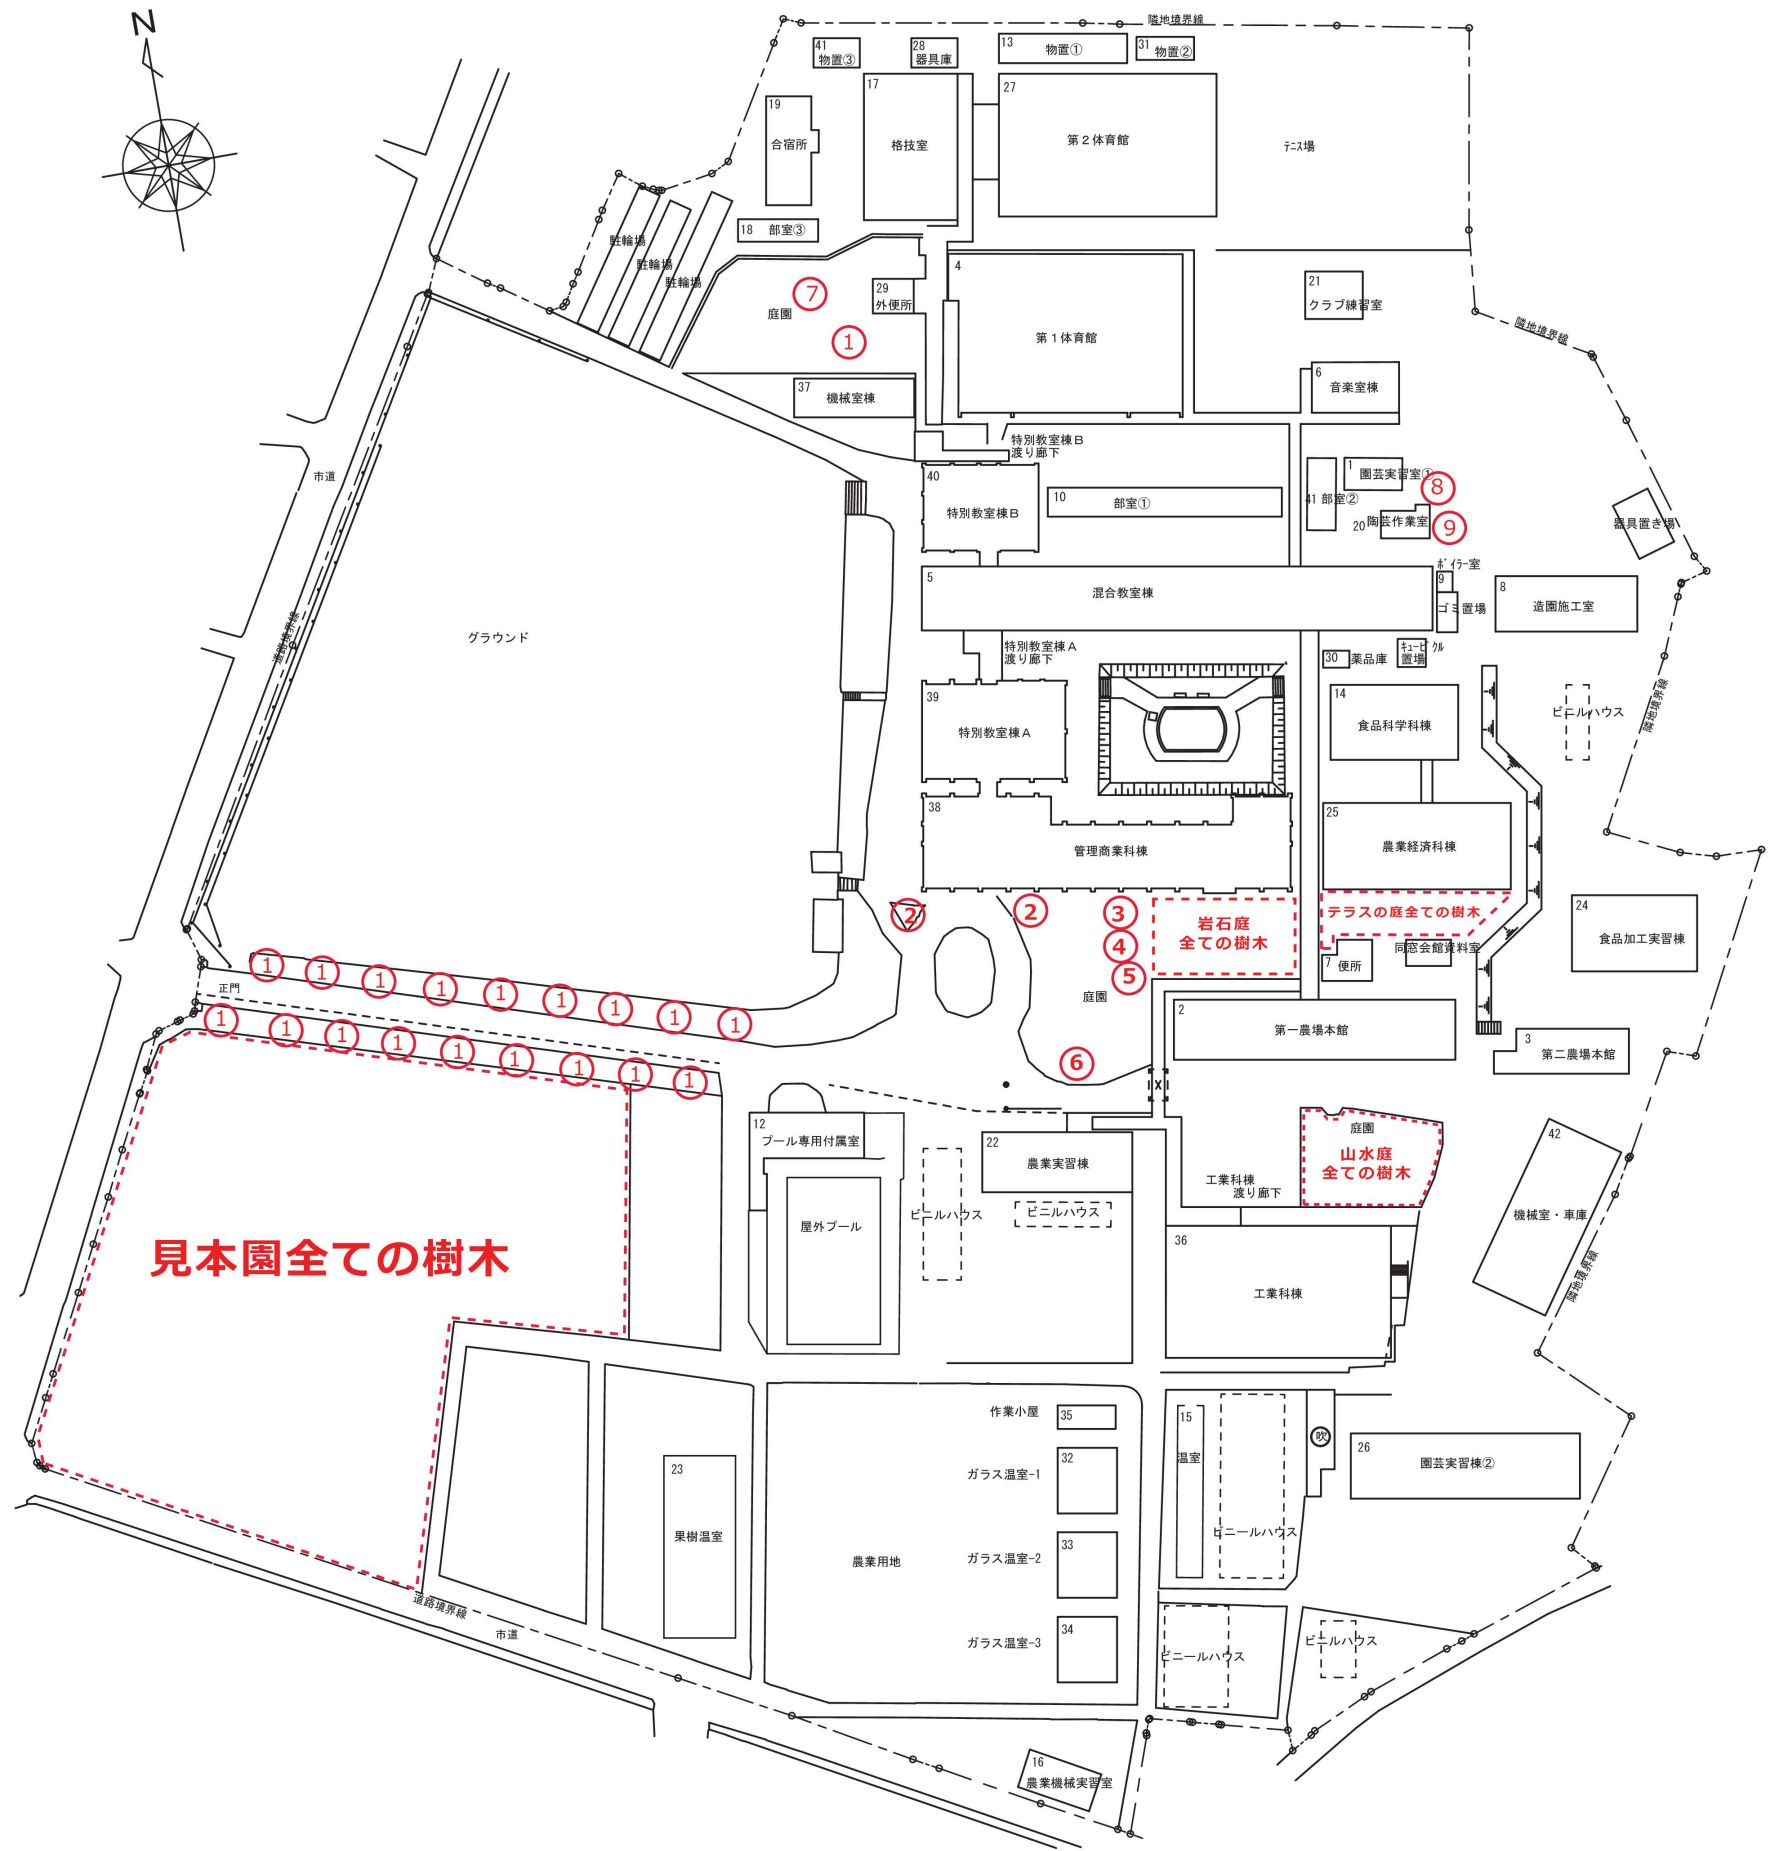 N
隣地境界線
41
物置③
28
器具庫
13
物置①
31
物置②
17
格技室
27
第2体育館
テニス場
19
合宿所
18
部室③
駐輪場
駐輪場
駐輪場
⑦
庭園
①
29
外便所
4
第1体育館
21
クラブ練習室
隣地境界線
37
機械室棟
6
音楽室棟
特別教室棟B
渡り廊下
40
特別教室棟B
10
部室①
1
園芸実習室①
⑧
41 部室②
20
陶芸作業室
⑨
器具置き場
市道
グラウンド
道路境界線
5
混合教室棟
ボイラー室
9
ゴミ置場
8
造園施工室
特別教室棟A
渡り廊下
30
薬品庫
キュービクル
置場
39
特別教室棟A
14
食品科学科棟
ビニルハウス
隣地境界線
38
管理商業科棟
25
農業経済科棟
②
②
③
④
⑤
岩石庭
全ての樹木
テラスの庭全ての樹木
同窓会館資料室
7
便所
24
食品加工実習棟
庭園
⑥
正門
① ① ① ① ① ① ① ① ①
① ① ① ① ① ① ① ① ①
2
第一農場本館
3
第二農場本館
12
プール専用付属室
屋外プール
22
農業実習棟
ビニルハウス
ビニルハウス
庭園
山水庭
全ての樹木
工業科棟
渡り廊下
36
工業科棟
42
機械室・車庫
隣地境界線
見本園全ての樹木
作業小屋
35
ガラス温室-1
32
ガラス温室-2
33
ガラス温室-3
34
農業用地
23
果樹温室
15
温室
ビニールハウス
吹
26
園芸実習棟②
ビニールハウス
ビニルハウス
道路境界線
市道
16
農業機械実習室